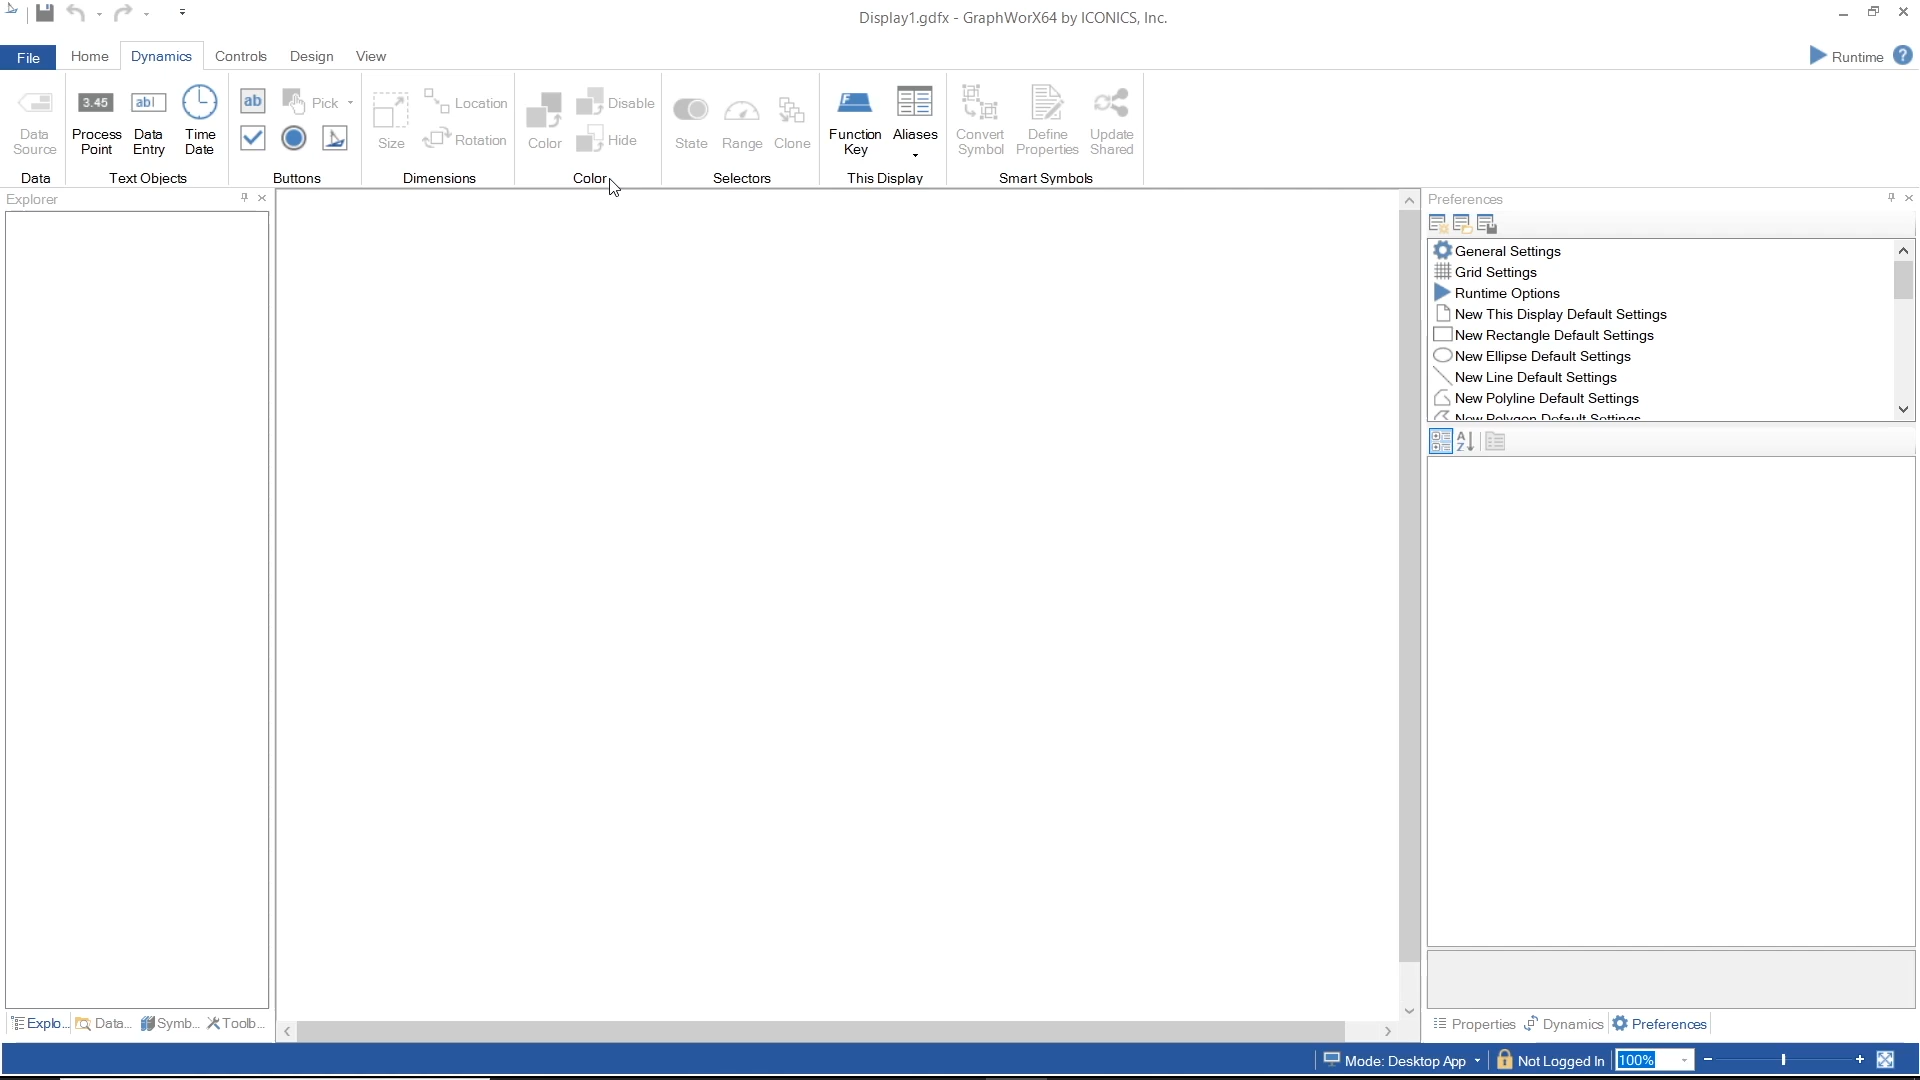 Display1.gdfx - GraphWorX64 by ICONICS, Inc.
File Home Dynamics Controls Design View Runtime ?
Data Source
Data
3.45 Process Point
abl Data Entry
Time Date
Text Objects
ab
Pick
Buttons
Size
Location
Rotation
Dimensions
Color
Disable
Hide
Color
State
Range
Clone
Selectors
F Function Key
Aliases
This Display
Convert Symbol
Define Properties
Update Shared
Smart Symbols
Explorer
Preferences
General Settings
Grid Settings
Runtime Options
New This Display Default Settings
New Rectangle Default Settings
New Ellipse Default Settings
New Line Default Settings
New Polyline Default Settings
New Polygon Default Settings
AZ
Explo... Data... Symb... Toolb...
Properties Dynamics Preferences
Mode: Desktop App Not Logged In 100%